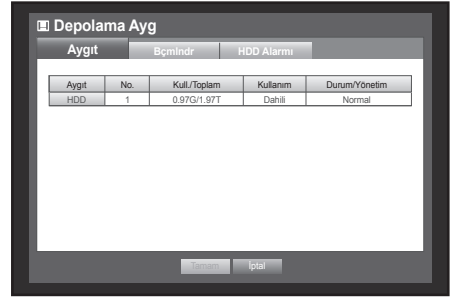 Depolama Ayg
Aygıt Bçmindr HDD Alarmı
Aygıt No. Kull./Toplam Kullanım Durum/Yönetim
HDD 1 0.97G/1.97T Dahili Normal
Tamam İptal